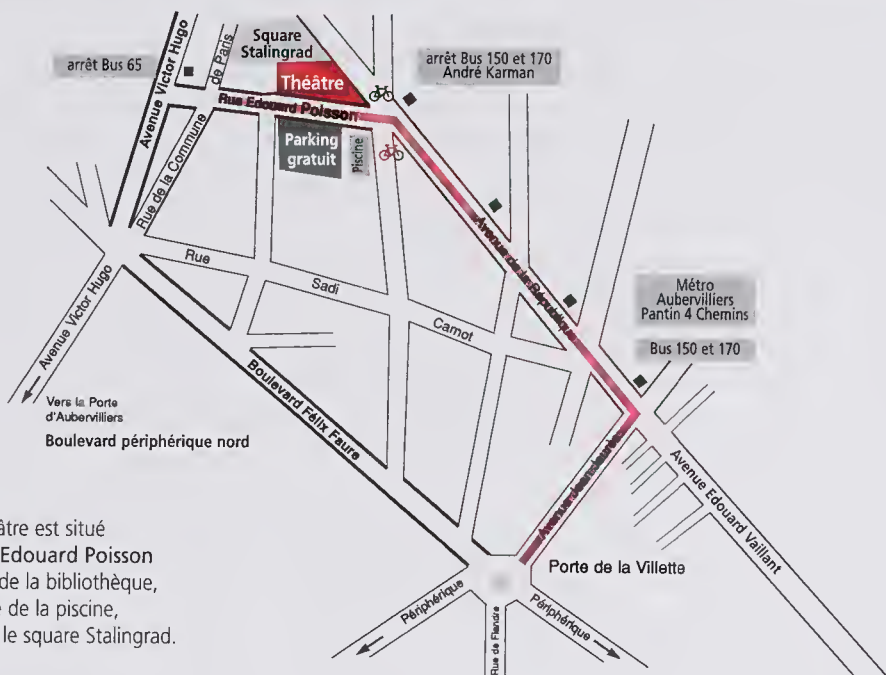 Square
Stalingrad
arrêt Bus 65
Avenue Victor Hugo
de Paris
Théâtre
arrêt Bus 150 et 170
André Karman
Rue Edouard Poisson
Parking
gratuit
Piscine
Rue de la Commune
Avenue de la République
Rue
Sadi
Carnot
Métro
Aubervilliers
Pantin 4 Chemins
Bus 150 et 170
Avenue Victor Hugo
Vers la Porte
d'Aubervilliers
Boulevard périphérique nord
Boulevard Félix Faure
Avenue Jean Jaurès
Avenue Edouard Vaillant
Porte de la Villette
Périphérique
Rue de Flandre
Périphérique
âtre est situé
Edouard Poisson
de la bibliothèque,
de la piscine,
le square Stalingrad.